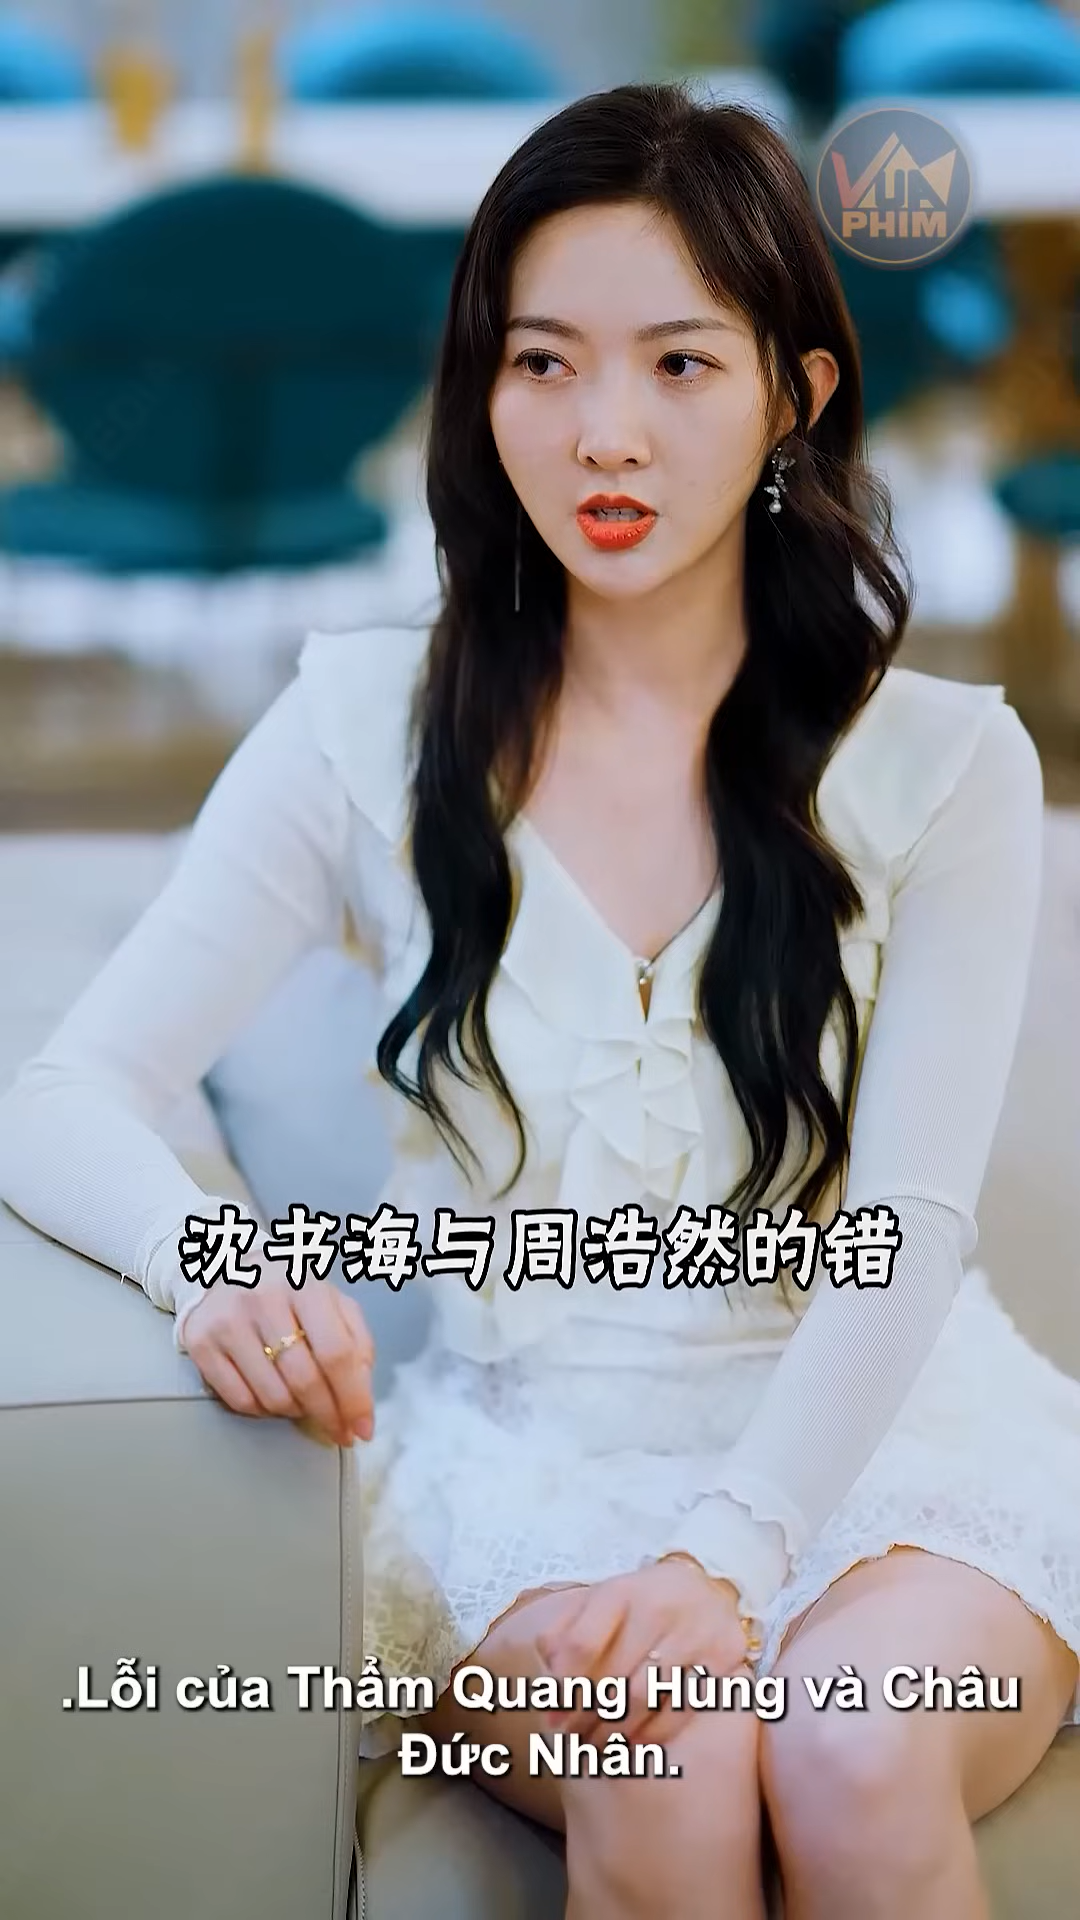 VUA
PHIM
沈书海与周浩然的错
.Lỗi của Thẩm Quang Hùng và Châu
Đức Nhân.